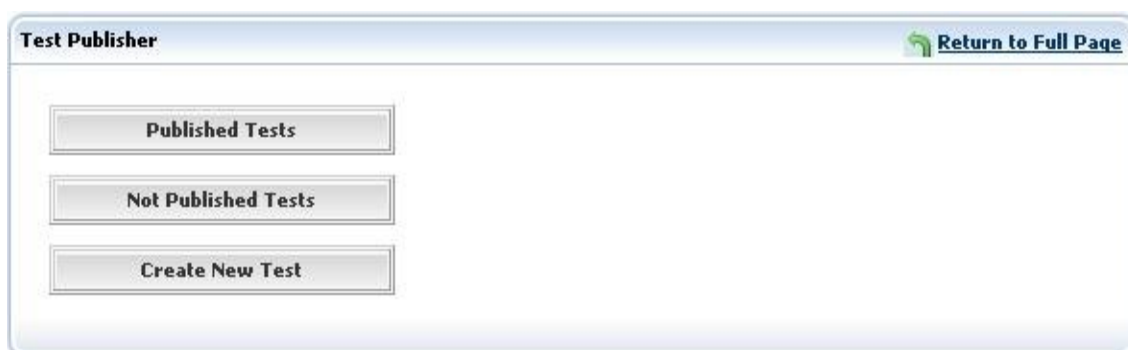 Test Publisher
Return to Full Page
Published Tests
Not Published Tests
Create New Test